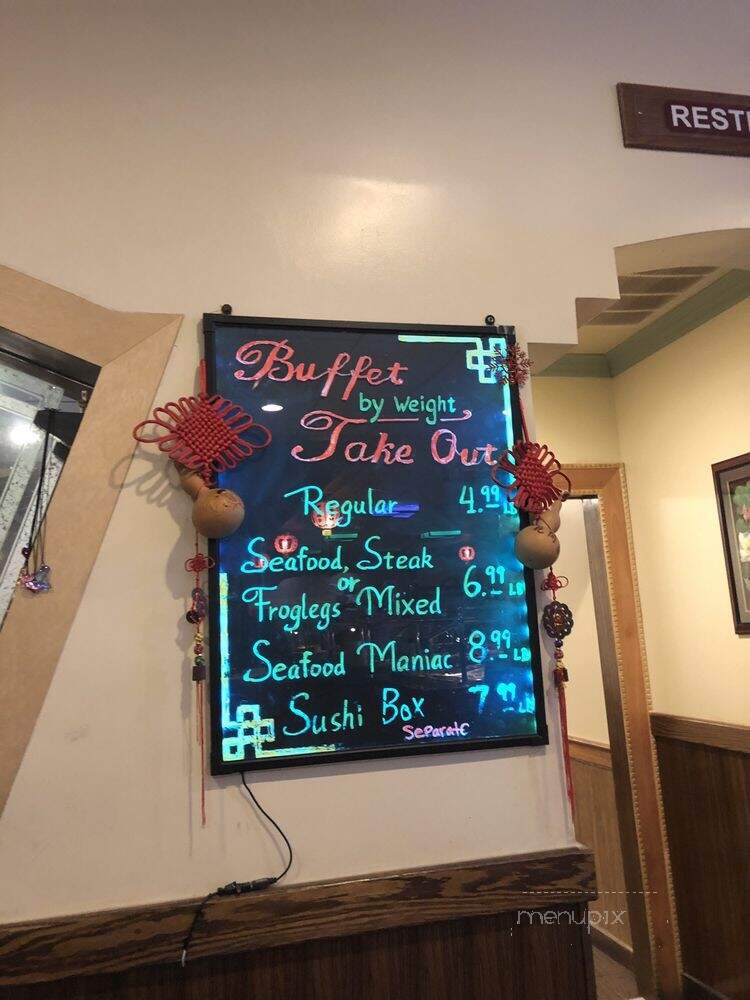 REST
Buffet
by weight
Take Out
Regular 4.99 LB
Seafood, Steak
or
Froglegs Mixed 6.99 LB
Seafood Maniac 8.99 LB
Sushi Box 7.99 LB
Separate
menupix